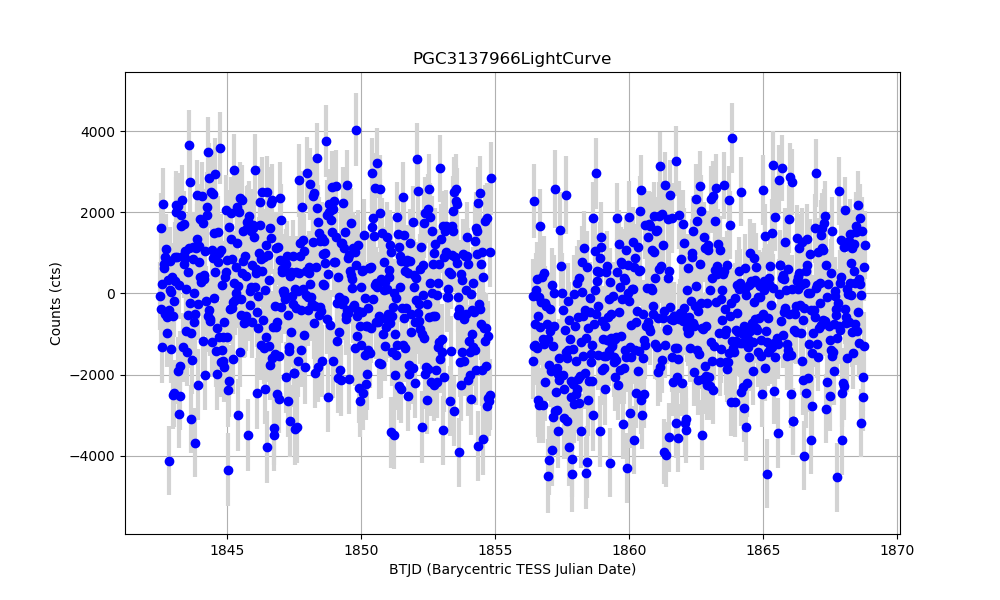 PGC3137966LightCurve
4000
2000
0
−2000
−4000
Counts (cts)
1845 1850 1855 1860 1865 1870
BTJD (Barycentric TESS Julian Date)